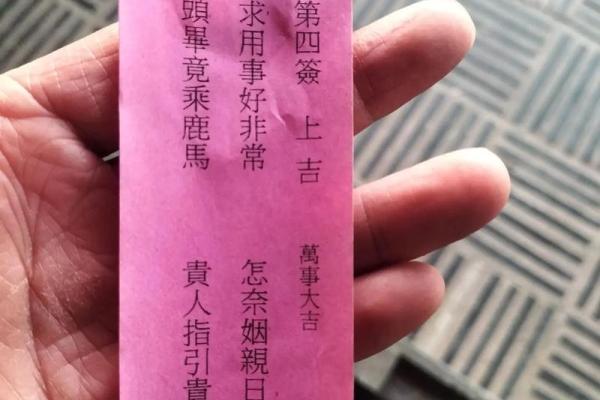 第四簽 上吉 萬事大吉
求用事好非常 怎奈姻親日
頭畢竟乘鹿馬 貴人指引貴